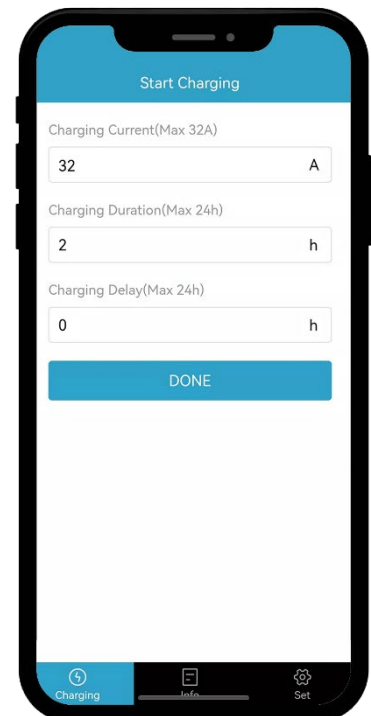 Start Charging
Charging Current(Max 32A)
32 A
Charging Duration(Max 24h)
2 h
Charging Delay(Max 24h)
0 h
DONE
Charging Info Set